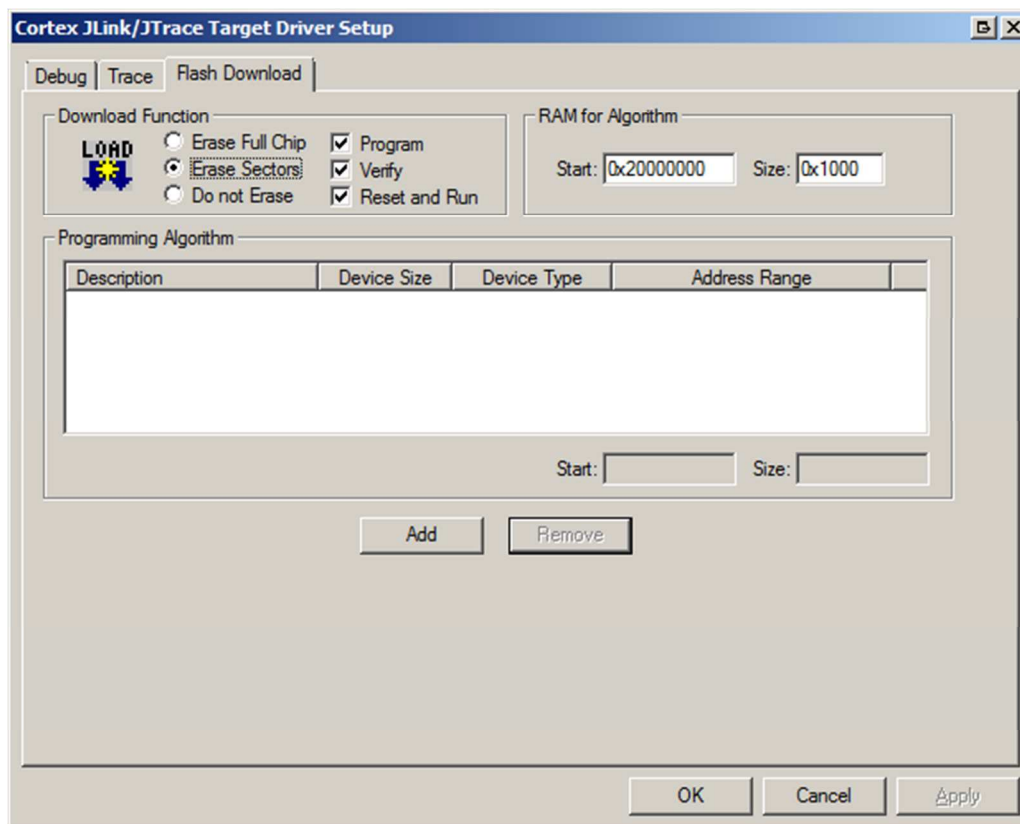 Cortex JLink/JTrace Target Driver Setup
Debug Trace Flash Download
Download Function
LOAD
Erase Full Chip
Erase Sectors
Do not Erase
Program
Verify
Reset and Run
RAM for Algorithm
Start: 0x20000000 Size: 0x1000
Programming Algorithm
Description Device Size Device Type Address Range
Start: Size:
Add Remove
OK Cancel Apply